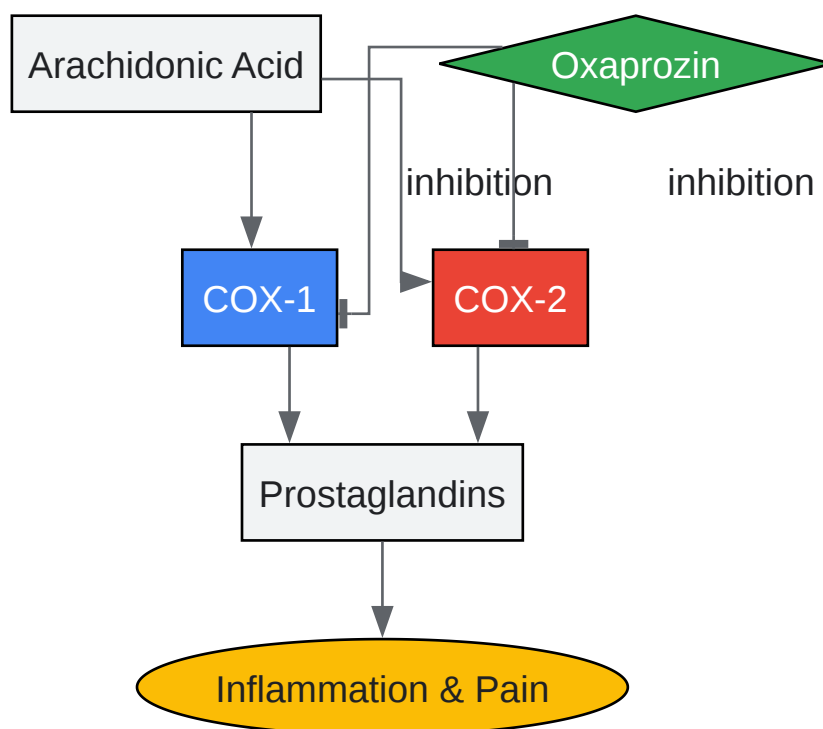 Arachidonic Acid
Oxaprozin
inhibition
inhibition
COX-1
COX-2
Prostaglandins
Inflammation & Pain